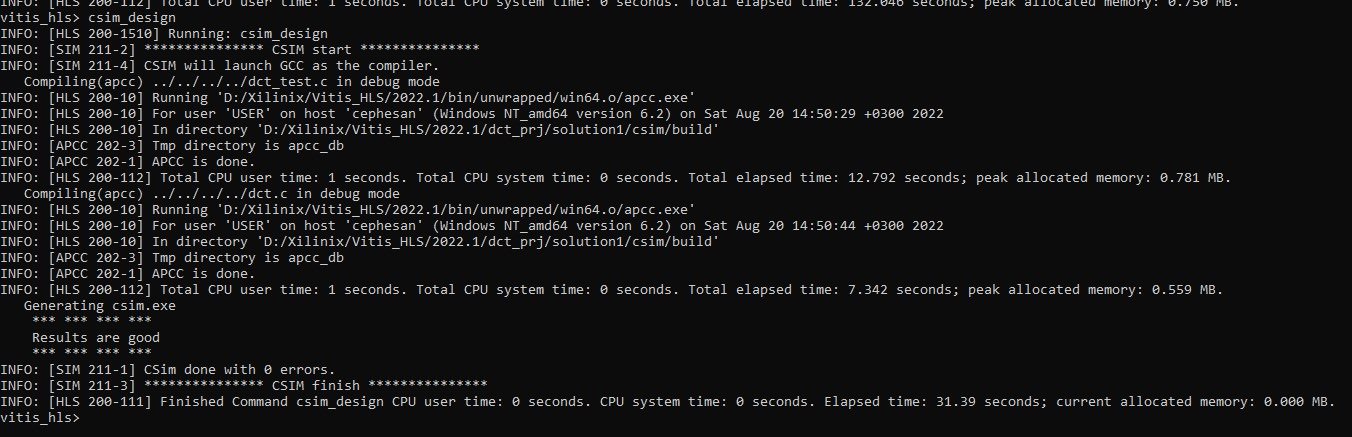 INFO: [HLS 200-112] Total CPU user time: 1 seconds. Total CPU system time: 0 seconds. Total elapsed time: 132.046 seconds; peak allocated memory: 0.750 MB.
vitis_hls> csim_design
INFO: [HLS 200-1510] Running: csim_design
INFO: [SIM 211-2] *************** CSIM start ***************
INFO: [SIM 211-4] CSIM will launch GCC as the compiler.
   Compiling(apcc) ../../../../dct_test.c in debug mode
INFO: [HLS 200-10] Running 'D:/Xilinix/Vitis_HLS/2022.1/bin/unwrapped/win64.o/apcc.exe'
INFO: [HLS 200-10] For user 'USER' on host 'cephesan' (Windows NT_amd64 version 6.2) on Sat Aug 20 14:50:29 +0300 2022
INFO: [HLS 200-10] In directory 'D:/Xilinix/Vitis_HLS/2022.1/dct_prj/solution1/csim/build'
INFO: [APCC 202-3] Tmp directory is apcc_db
INFO: [APCC 202-1] APCC is done.
INFO: [HLS 200-112] Total CPU user time: 1 seconds. Total CPU system time: 0 seconds. Total elapsed time: 12.792 seconds; peak allocated memory: 0.781 MB.
   Compiling(apcc) ../../../../dct.c in debug mode
INFO: [HLS 200-10] Running 'D:/Xilinix/Vitis_HLS/2022.1/bin/unwrapped/win64.o/apcc.exe'
INFO: [HLS 200-10] For user 'USER' on host 'cephesan' (Windows NT_amd64 version 6.2) on Sat Aug 20 14:50:44 +0300 2022
INFO: [HLS 200-10] In directory 'D:/Xilinix/Vitis_HLS/2022.1/dct_prj/solution1/csim/build'
INFO: [APCC 202-3] Tmp directory is apcc_db
INFO: [APCC 202-1] APCC is done.
INFO: [HLS 200-112] Total CPU user time: 1 seconds. Total CPU system time: 0 seconds. Total elapsed time: 7.342 seconds; peak allocated memory: 0.559 MB.
   Generating csim.exe
    *** *** *** ***
    Results are good
    *** *** *** ***
INFO: [SIM 211-1] CSim done with 0 errors.
INFO: [SIM 211-3] *************** CSIM finish ***************
INFO: [HLS 200-111] Finished Command csim_design CPU user time: 0 seconds. CPU system time: 0 seconds. Elapsed time: 31.39 seconds; current allocated memory: 0.000 MB.
vitis_hls>